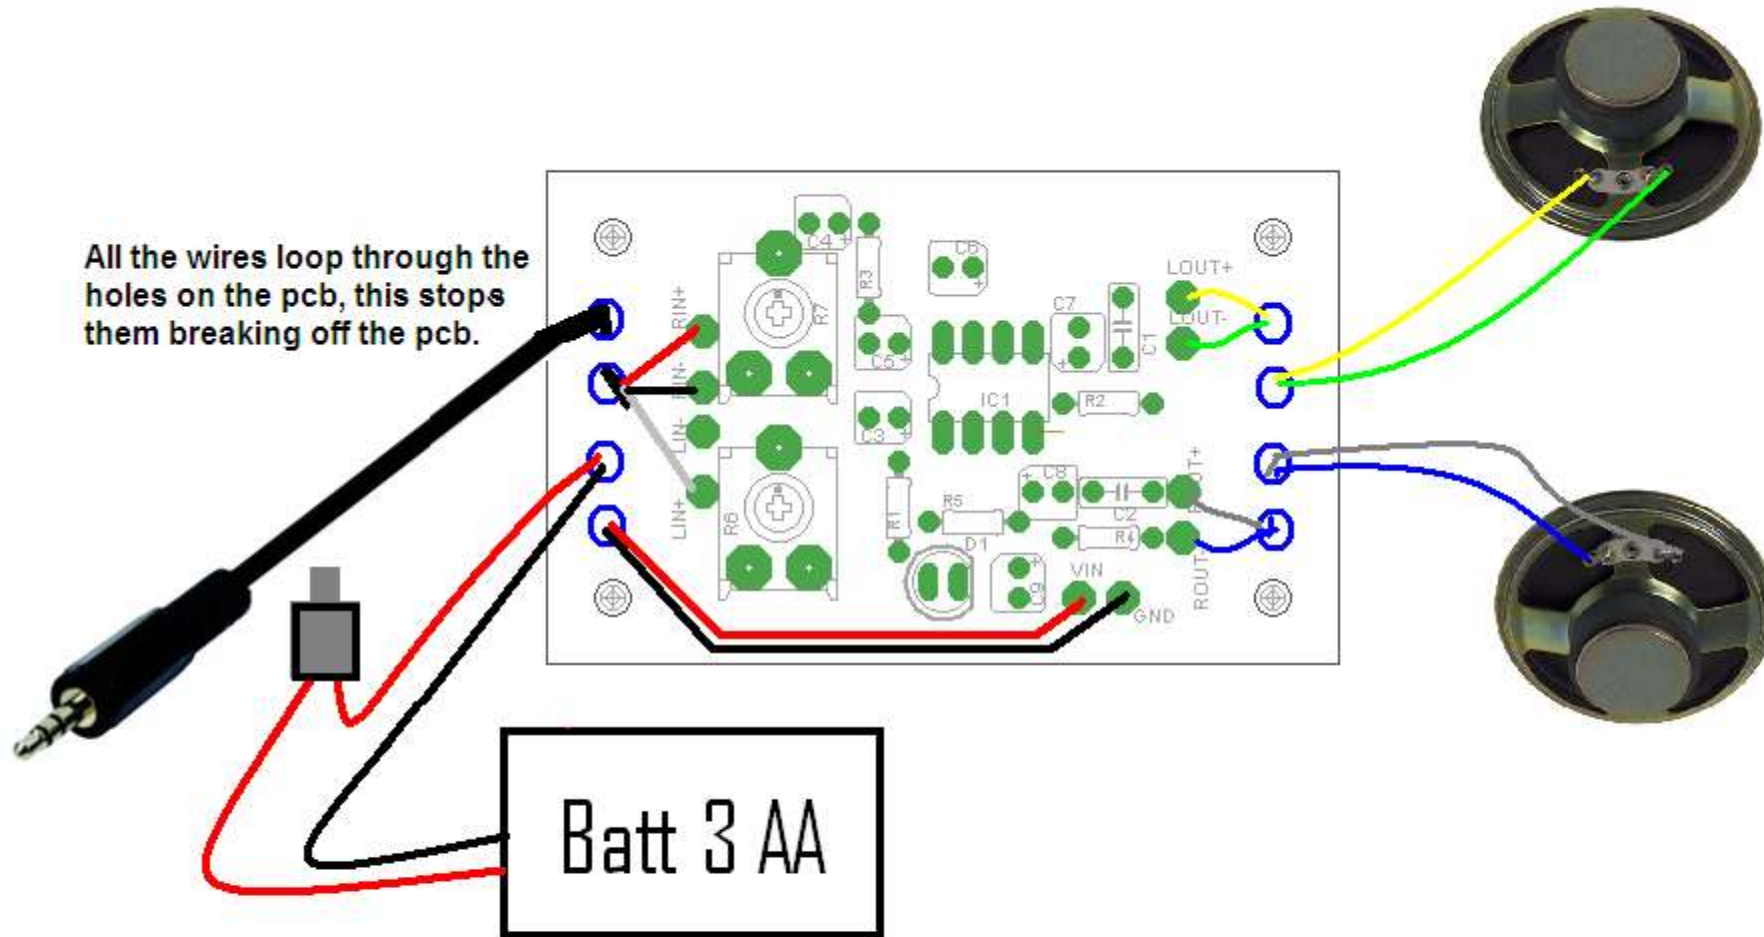 All the wires loop through the
holes on the pcb, this stops
them breaking off the pcb.
RIN+
RIN-
LIN-
LIN+
C4
+
R3
R7
C5
+
C3
+
R6
R1
C6
+
C7
+
C1
IC1
R2
LOUT+
LOUT-
C8
+
R5
D1
C2
R4
C9
+
VIN
GND
ROUT-
Batt 3 AA